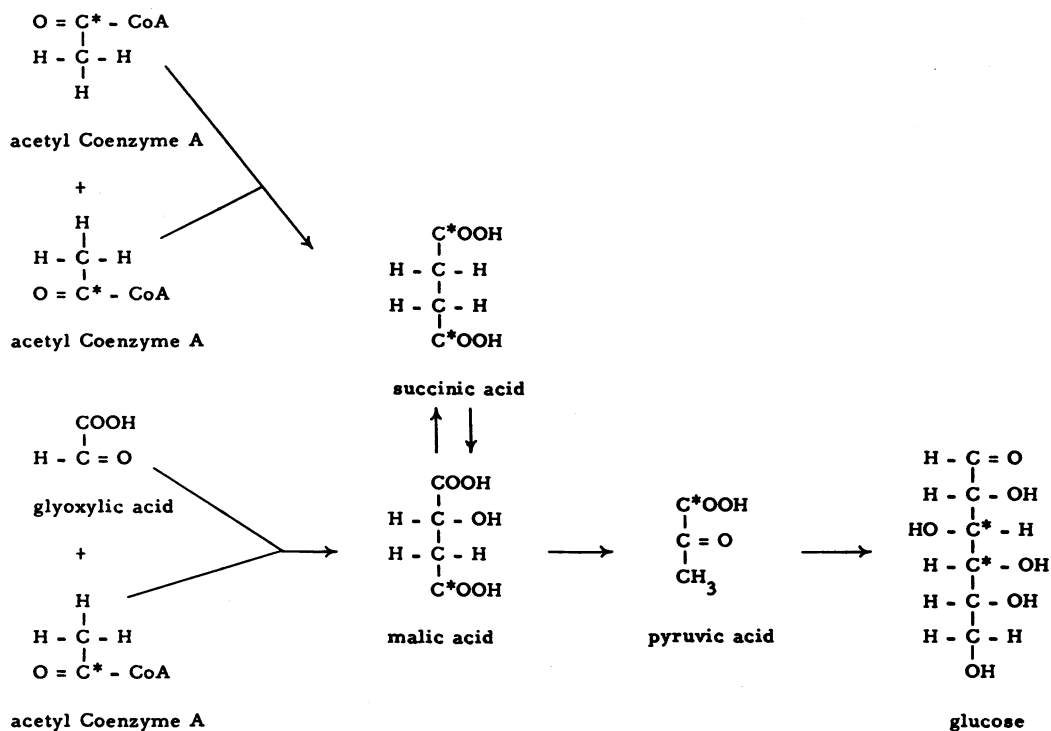 O = C* - CoA
H - C - H
H
acetyl Coenzyme A
+
H
H - C - H
O = C* - CoA
acetyl Coenzyme A
C*OOH
H - C - H
H - C - H
C*OOH
succinic acid
COOH
H - C = O
glyoxylic acid
+
H
H - C - H
O = C* - CoA
acetyl Coenzyme A
COOH
H - C - OH
H - C - H
C*OOH
malic acid
C*OOH
C = O
CH3
pyruvic acid
H - C = O
H - C - OH
HO - C* - H
H - C* - OH
H - C - OH
H - C - H
OH
glucose